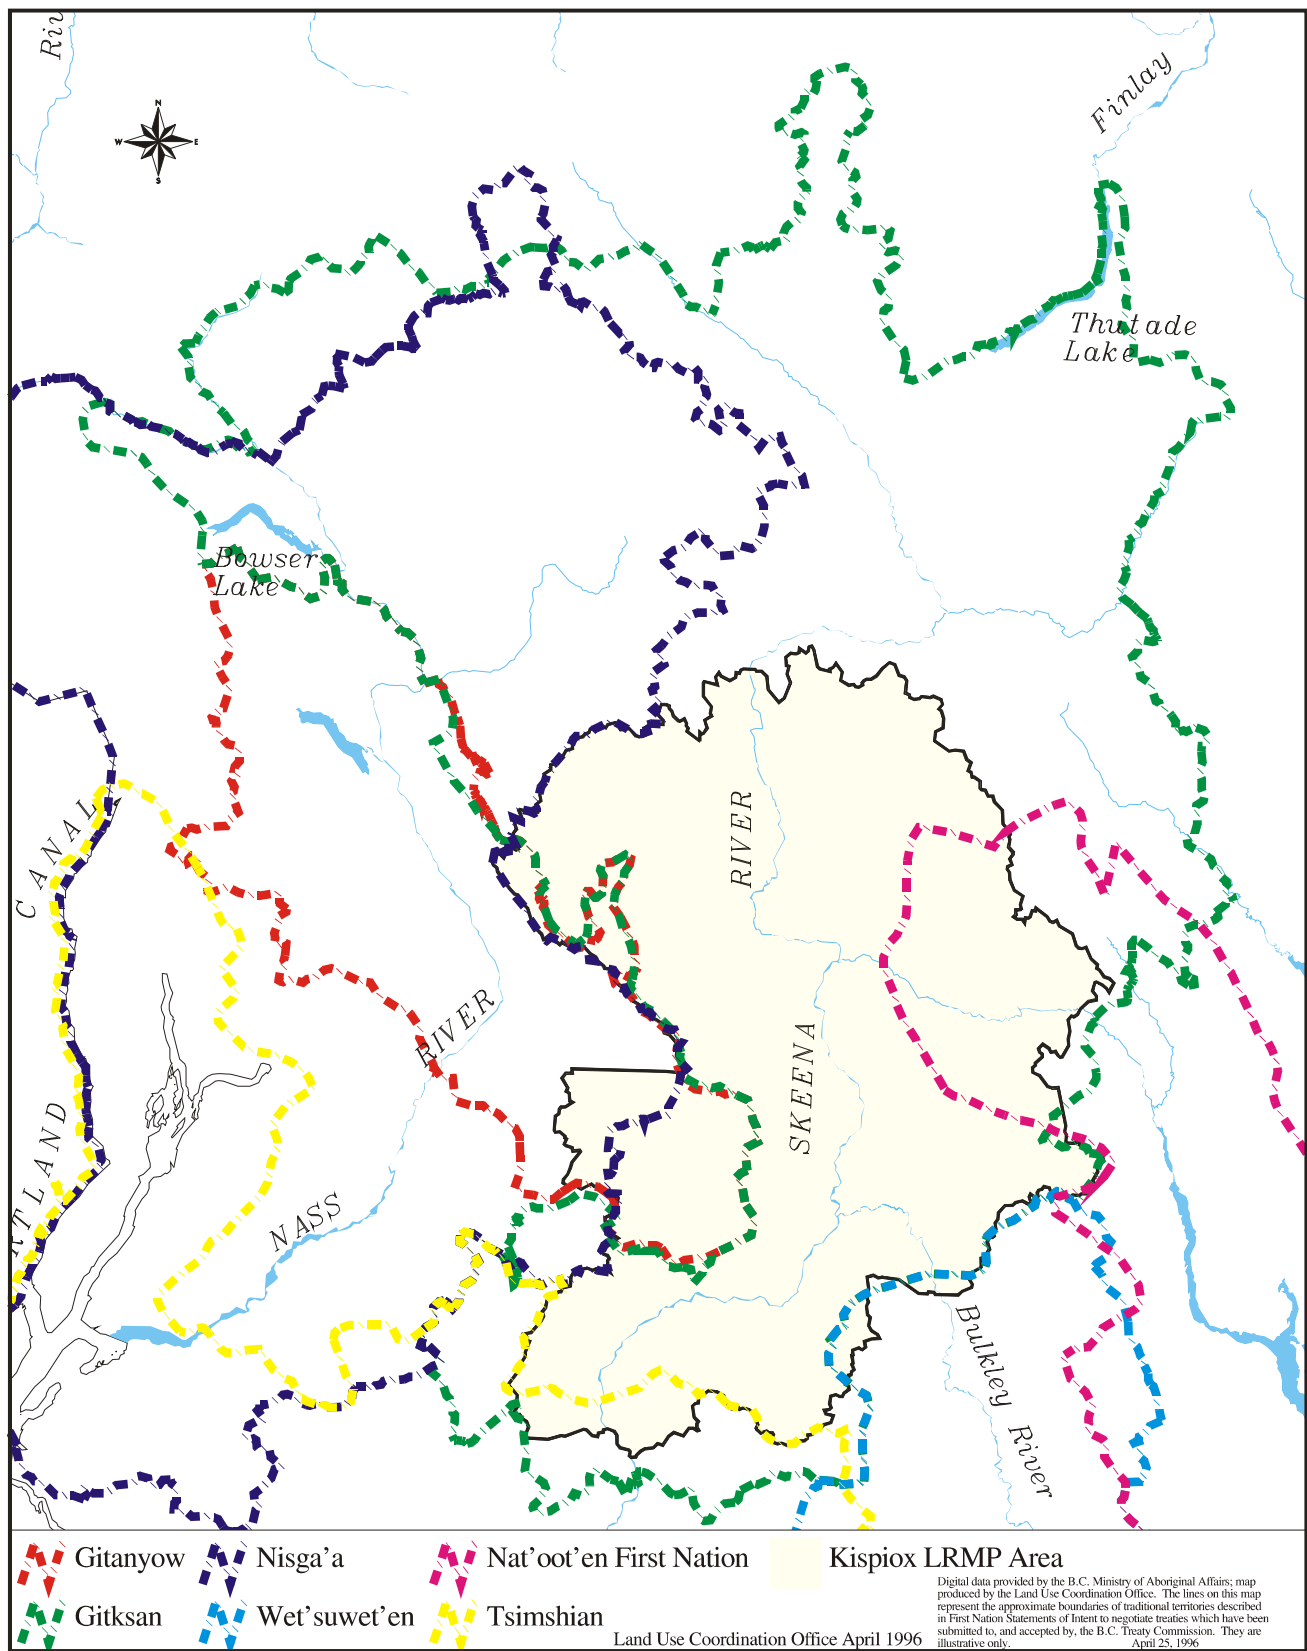 Riv
Finlay
N
W E
S
Thutade
Lake
Bowser
Lake
CANAL
RIVER
RIVER
SKEENA
RTLAND
NASS
Bulkley River
Gitanyow
Nisga'a
Nat'oot'en First Nation
Kispiox LRMP Area
Gitksan
Wet'suwet'en
Tsimshian
Land Use Coordination Office April 1996
Digital data provided by the B.C. Ministry of Aboriginal Affairs; map
produced by the Land Use Coordination Office. The lines on this map
represent the approximate boundaries of traditional territories described
in First Nation Statements of Intent to negotiate treaties which have been
submitted to, and accepted by, the B.C. Treaty Commission. They are
illustrative only. April 25, 1996